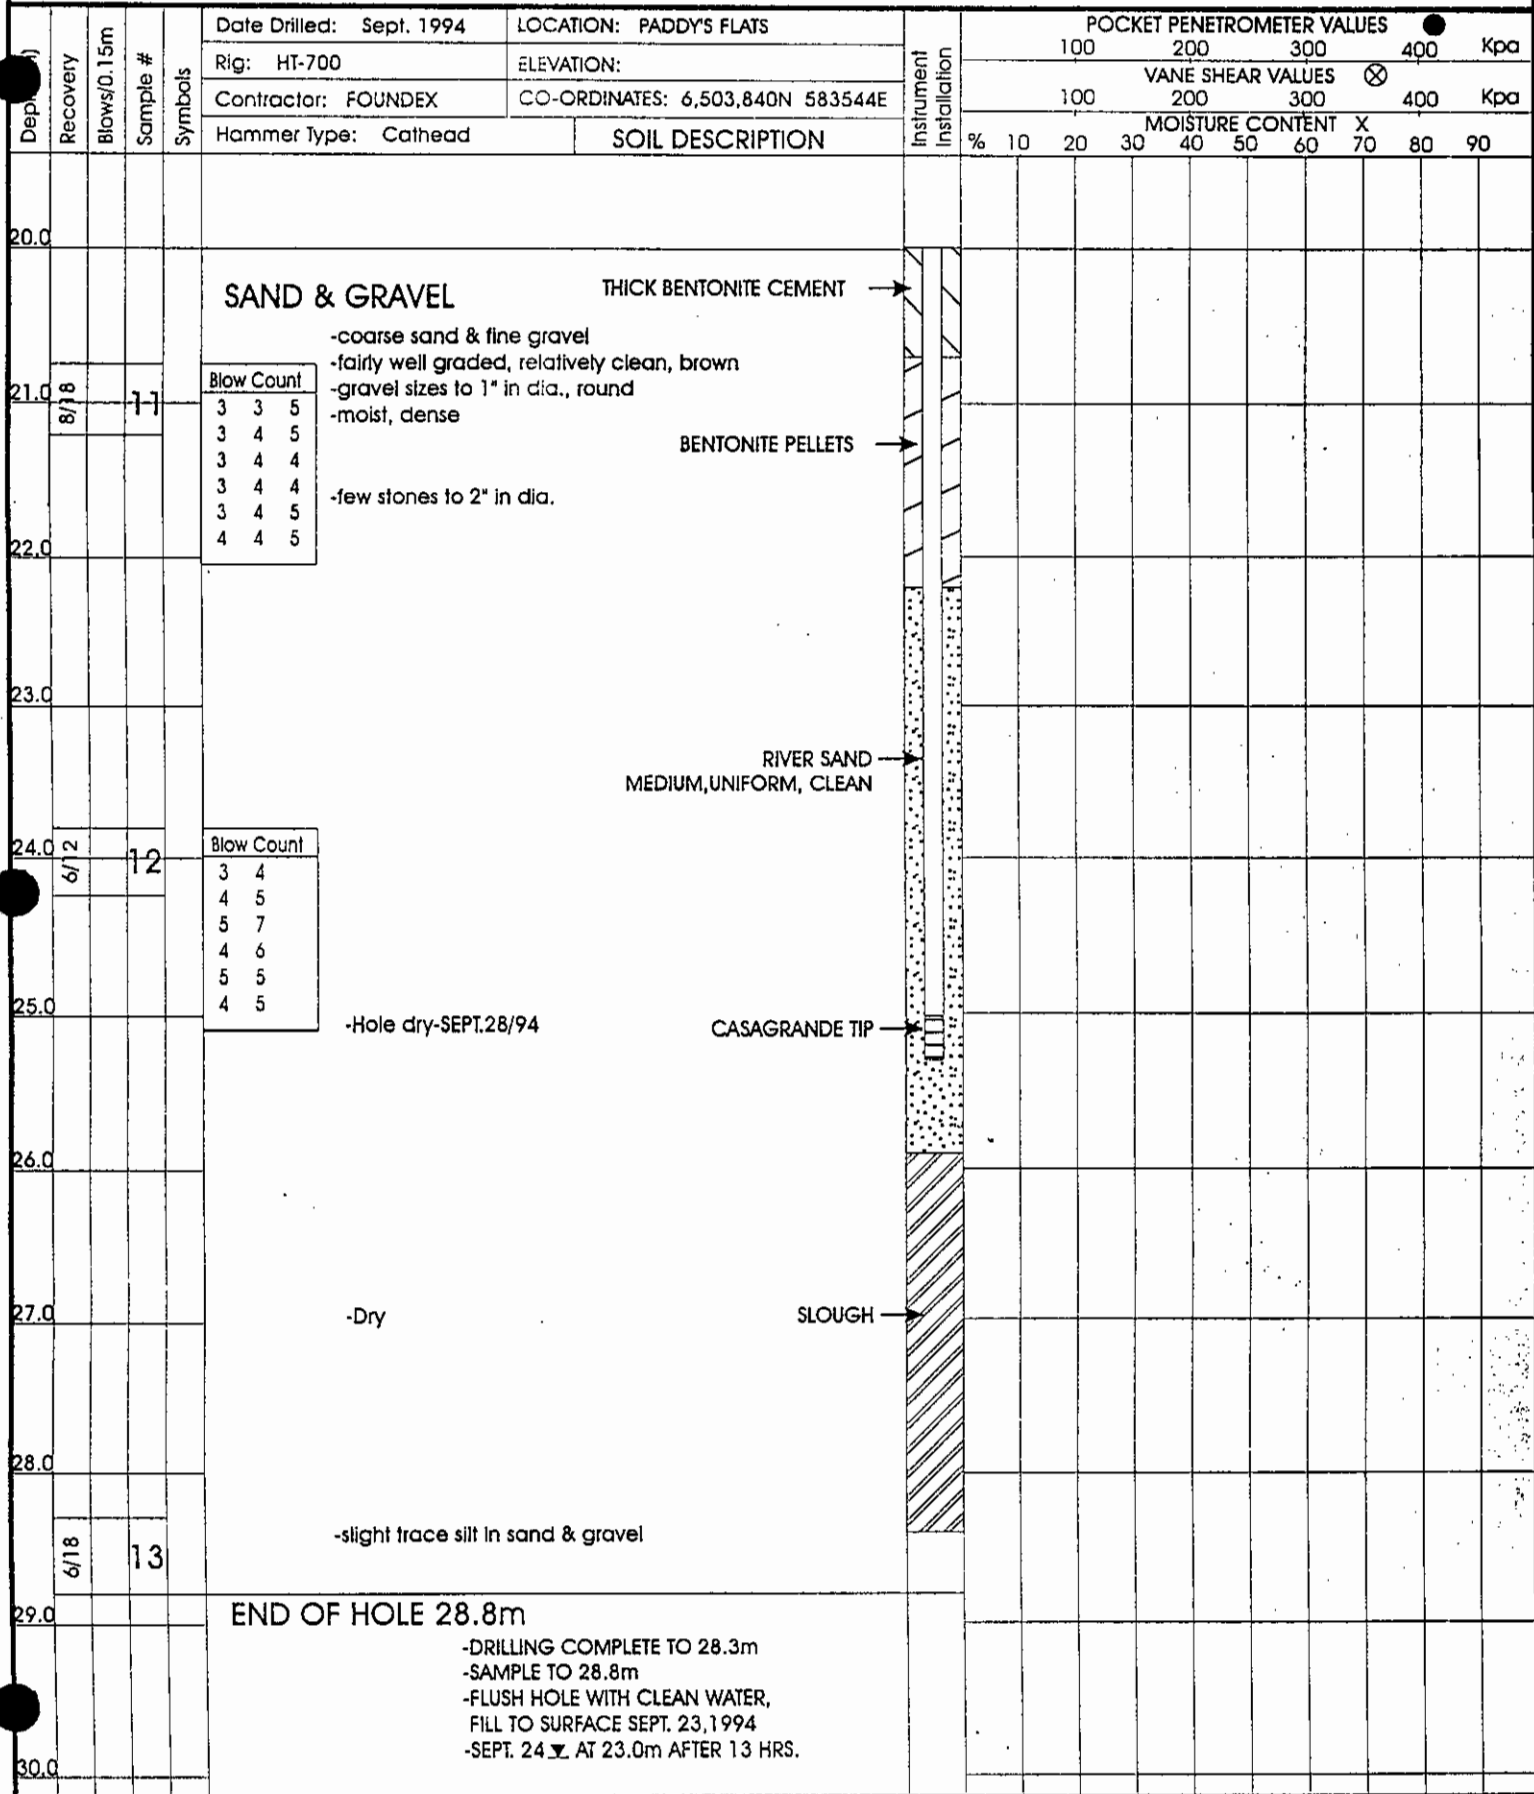 Date Drilled: Sept. 1994
LOCATION: PADDY'S FLATS
Rig: HT-700
ELEVATION:
Contractor: FOUNDEX
CO-ORDINATES: 6,503,840N 583544E
Hammer Type: Cathead
SOIL DESCRIPTION
Recovery
Blows/0.15m
Sample #
Symbols
Instrument
Installation
POCKET PENETROMETER VALUES
100 200 300 400 Kpa
VANE SHEAR VALUES
100 200 300 400 Kpa
MOISTURE CONTENT X
% 10 20 30 40 50 60 70 80 90
20.0
SAND & GRAVEL
THICK BENTONITE CEMENT
-coarse sand & fine gravel
-fairly well graded, relatively clean, brown
-gravel sizes to 1" in dia., round
-moist, dense
21.0
8/18
11
Blow Count
3 3 5
3 4 5
3 4 4
3 4 4
3 4 5
4 4 5
BENTONITE PELLETS
-few stones to 2" in dia.
22.0
23.0
RIVER SAND
MEDIUM,UNIFORM, CLEAN
24.0
6/12
12
Blow Count
3 4
4 5
5 7
4 6
5 5
4 5
25.0
-Hole dry-SEPT.28/94
CASAGRANDE TIP
26.0
27.0
-Dry
SLOUGH
28.0
6/18
13
-slight trace silt in sand & gravel
29.0
END OF HOLE 28.8m
-DRILLING COMPLETE TO 28.3m
-SAMPLE TO 28.8m
-FLUSH HOLE WITH CLEAN WATER,
FILL TO SURFACE SEPT. 23,1994
-SEPT. 24 AT 23.0m AFTER 13 HRS.
30.0